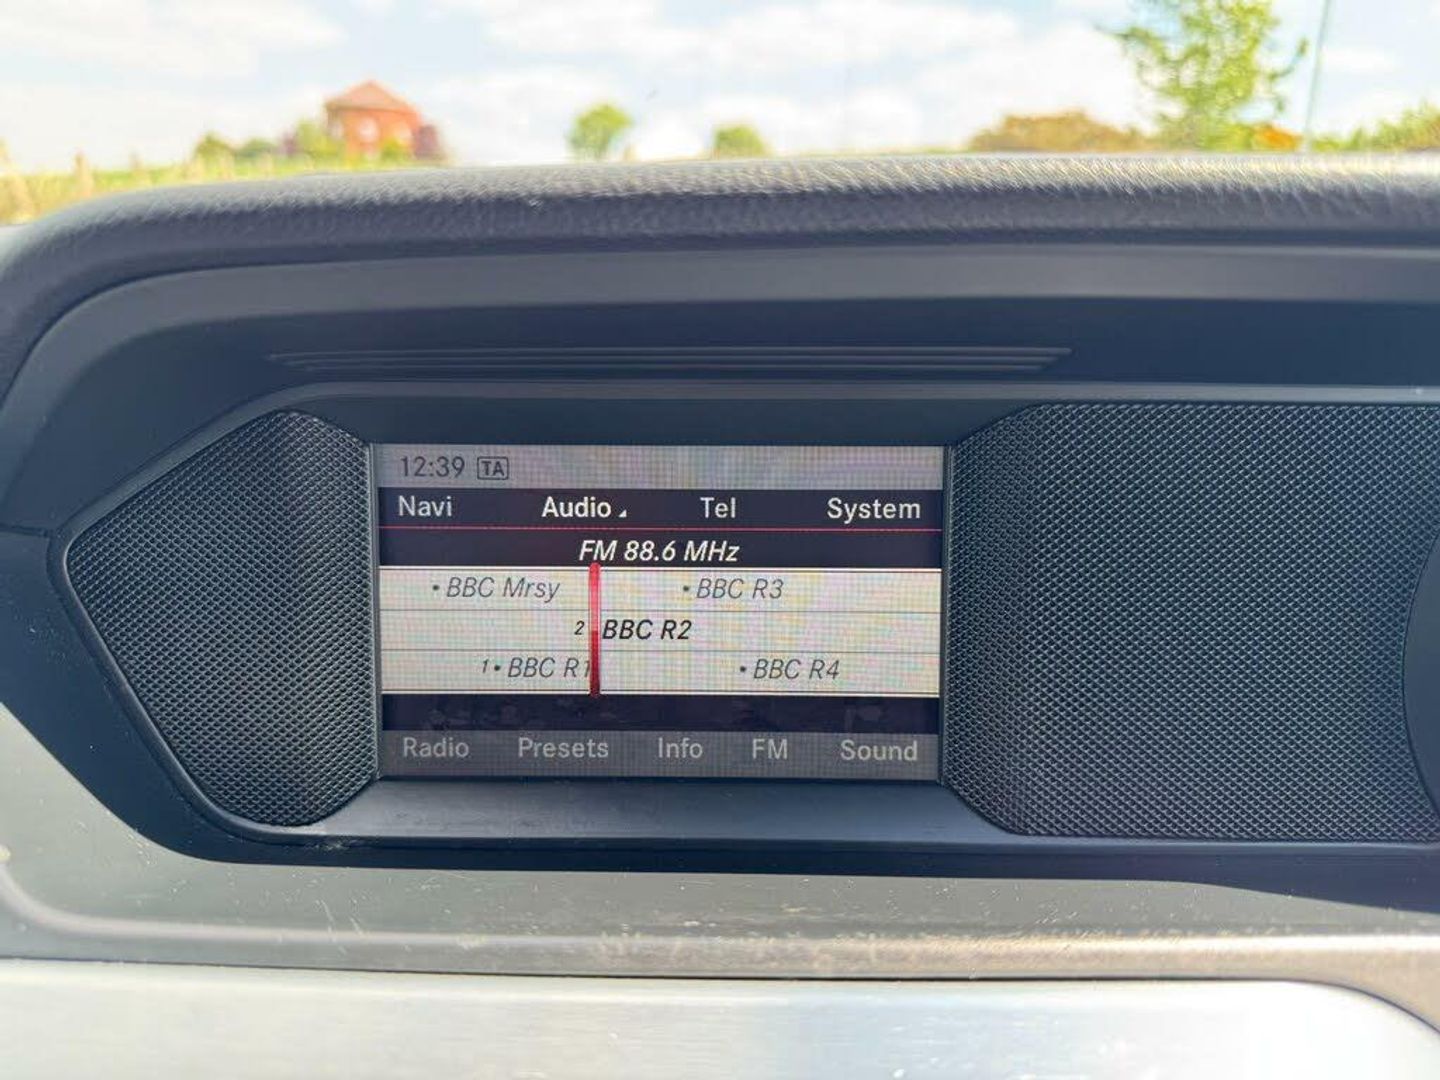 12:39 TA
Navi Audio Tel System
FM 88.6 MHz
• BBC Mrsy • BBC R3
2 BBC R2
1 • BBC R1 • BBC R4
Radio Presets Info FM Sound